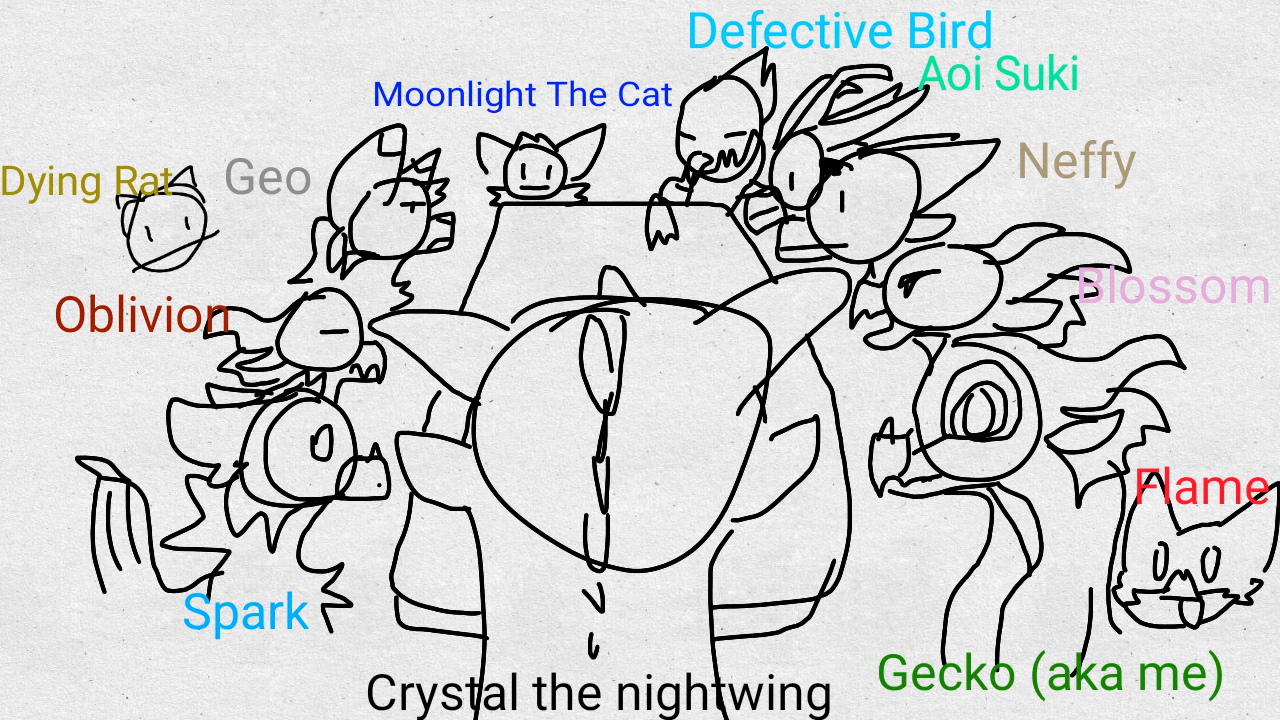 Defective Bird
Aoi Suki
Moonlight The Cat
Neffy
Dying Rat
Geo
Blossom
Oblivion
Flame
Spark
Gecko (aka me)
Crystal the nightwing